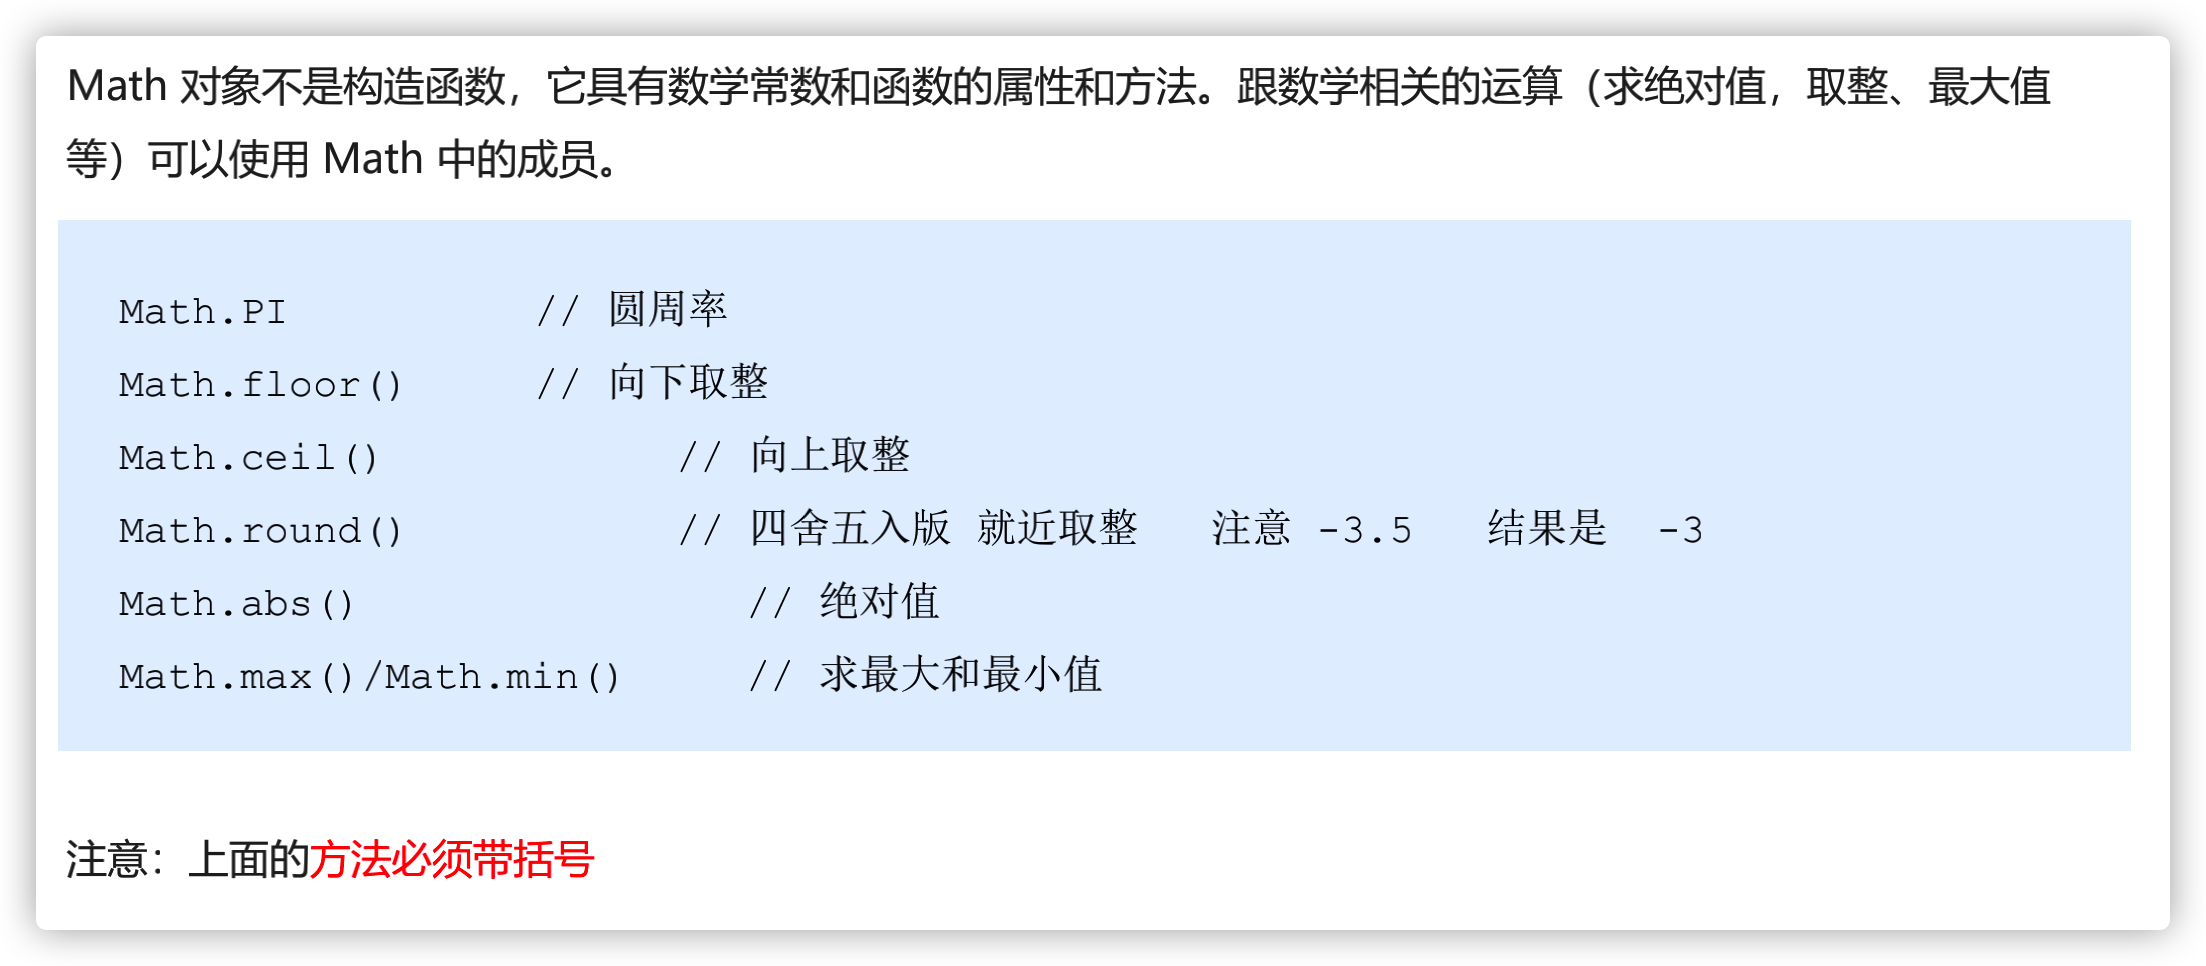 Math 对象不是构造函数，它具有数学常数和函数的属性和方法。跟数学相关的运算（求绝对值，取整、最大值
等）可以使用 Math 中的成员。
Math.PI // 圆周率
Math.floor() // 向下取整
Math.ceil() // 向上取整
Math.round() // 四舍五入版 就近取整 注意 -3.5 结果是 -3
Math.abs() // 绝对值
Math.max()/Math.min() // 求最大和最小值
注意：上面的方法必须带括号